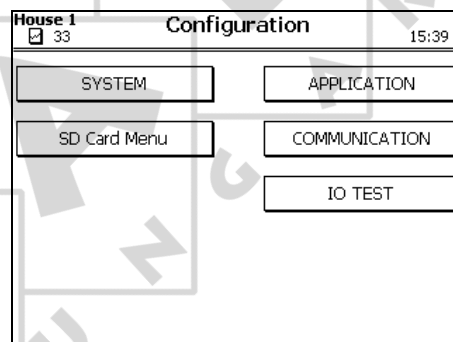 House 1
33
Configuration
15:39
SYSTEM
APPLICATION
SD Card Menu
COMMUNICATION
IO TEST